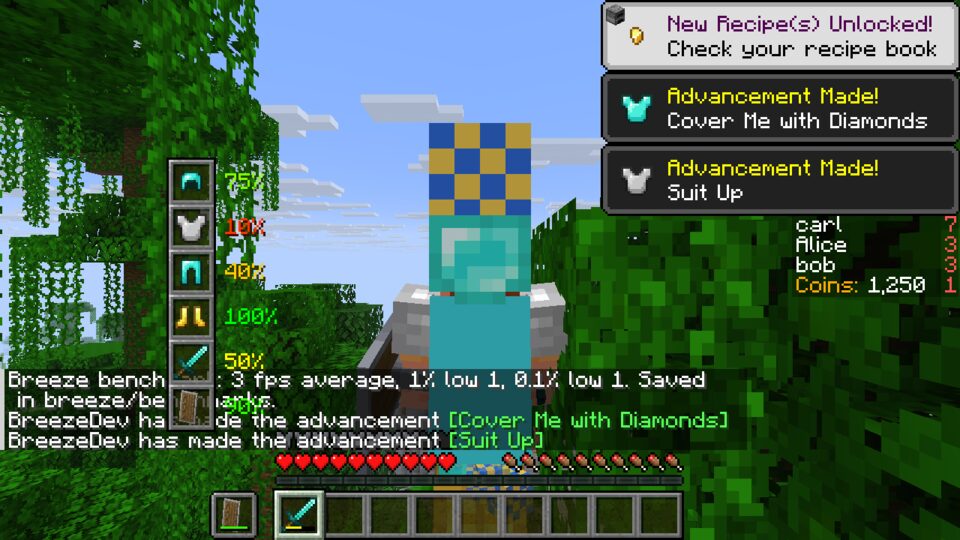 New Recipe(s) Unlocked!
Check your recipe book
Advancement Made!
Cover Me with Diamonds
Advancement Made!
Suit Up
carl 7
Alice 3
bob 3
Coins: 1,250 1
75%
10%
40%
100%
50%
90%
Breeze bench : 3 fps average, 1% low 1, 0.1% low 1. Saved
in breeze/be rks.
BreezeDev ha de the advancement [Cover Me with Diamonds]
BreezeDev has made the advancement [Suit Up]